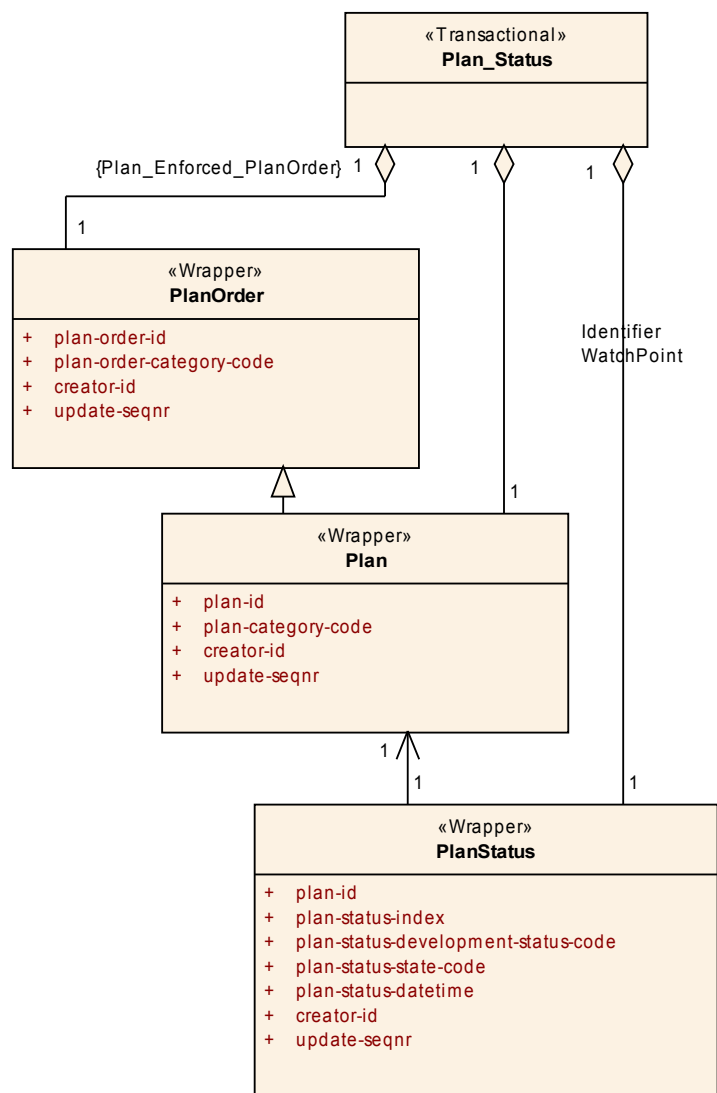 «Transactional»
Plan_Status
{Plan_Enforced_PlanOrder} 1
1
1
1
«Wrapper»
PlanOrder
+ plan-order-id
+ plan-order-category-code
+ creator-id
+ update-seqnr
Identifier
WatchPoint
1
«Wrapper»
Plan
+ plan-id
+ plan-category-code
+ creator-id
+ update-seqnr
1
1
1
«Wrapper»
PlanStatus
+ plan-id
+ plan-status-index
+ plan-status-development-status-code
+ plan-status-state-code
+ plan-status-datetime
+ creator-id
+ update-seqnr